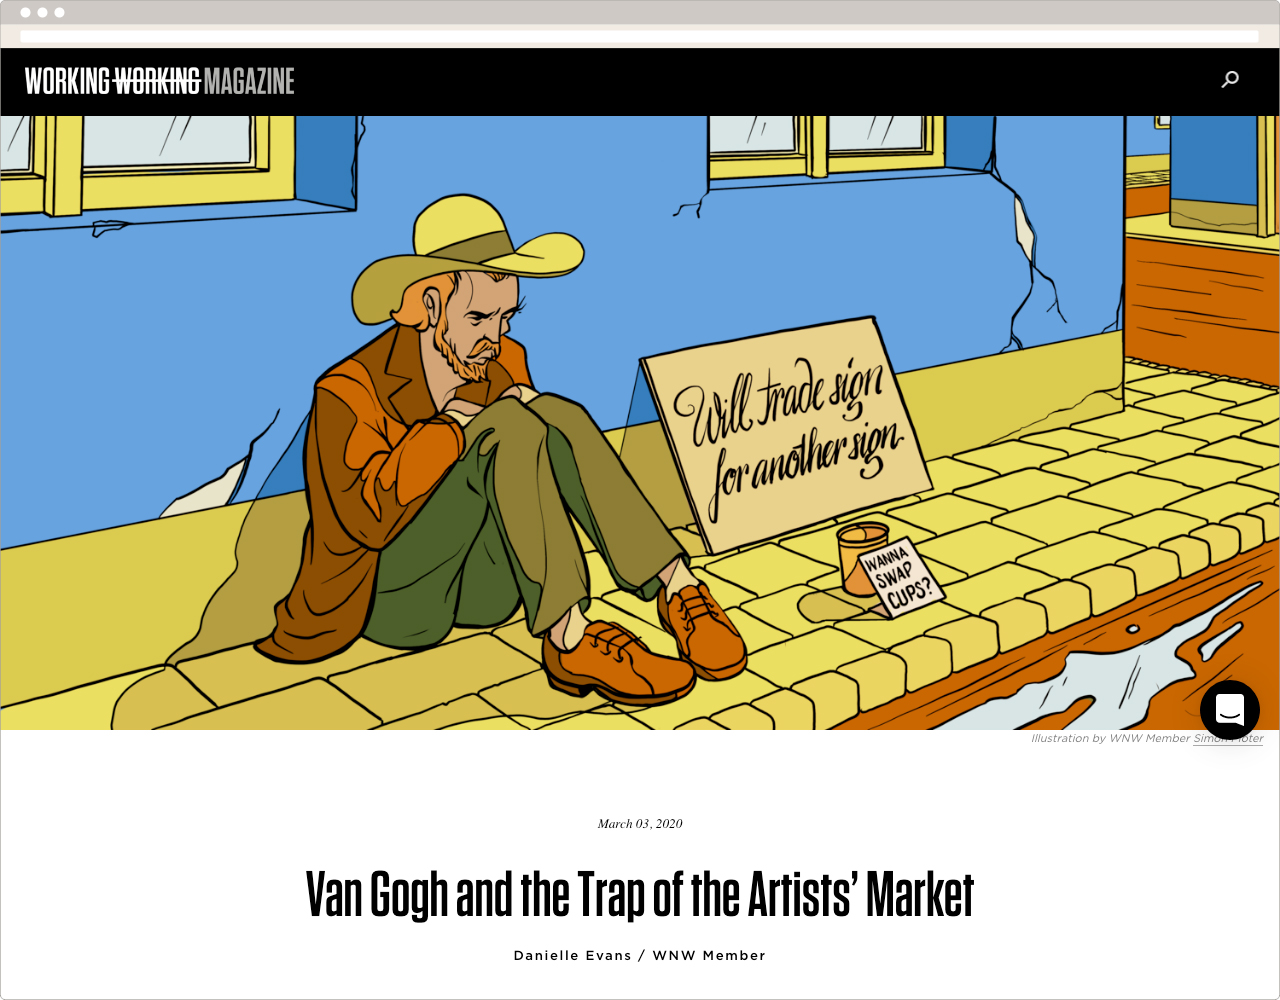 WORKING WORKING MAGAZINE
Will trade sign
for another sign
WANNA
SWAP
CUPS?
Illustration by WNW Member Simon
March 03, 2020
Van Gogh and the Trap of the Artists’ Market
Danielle Evans / WNW Member